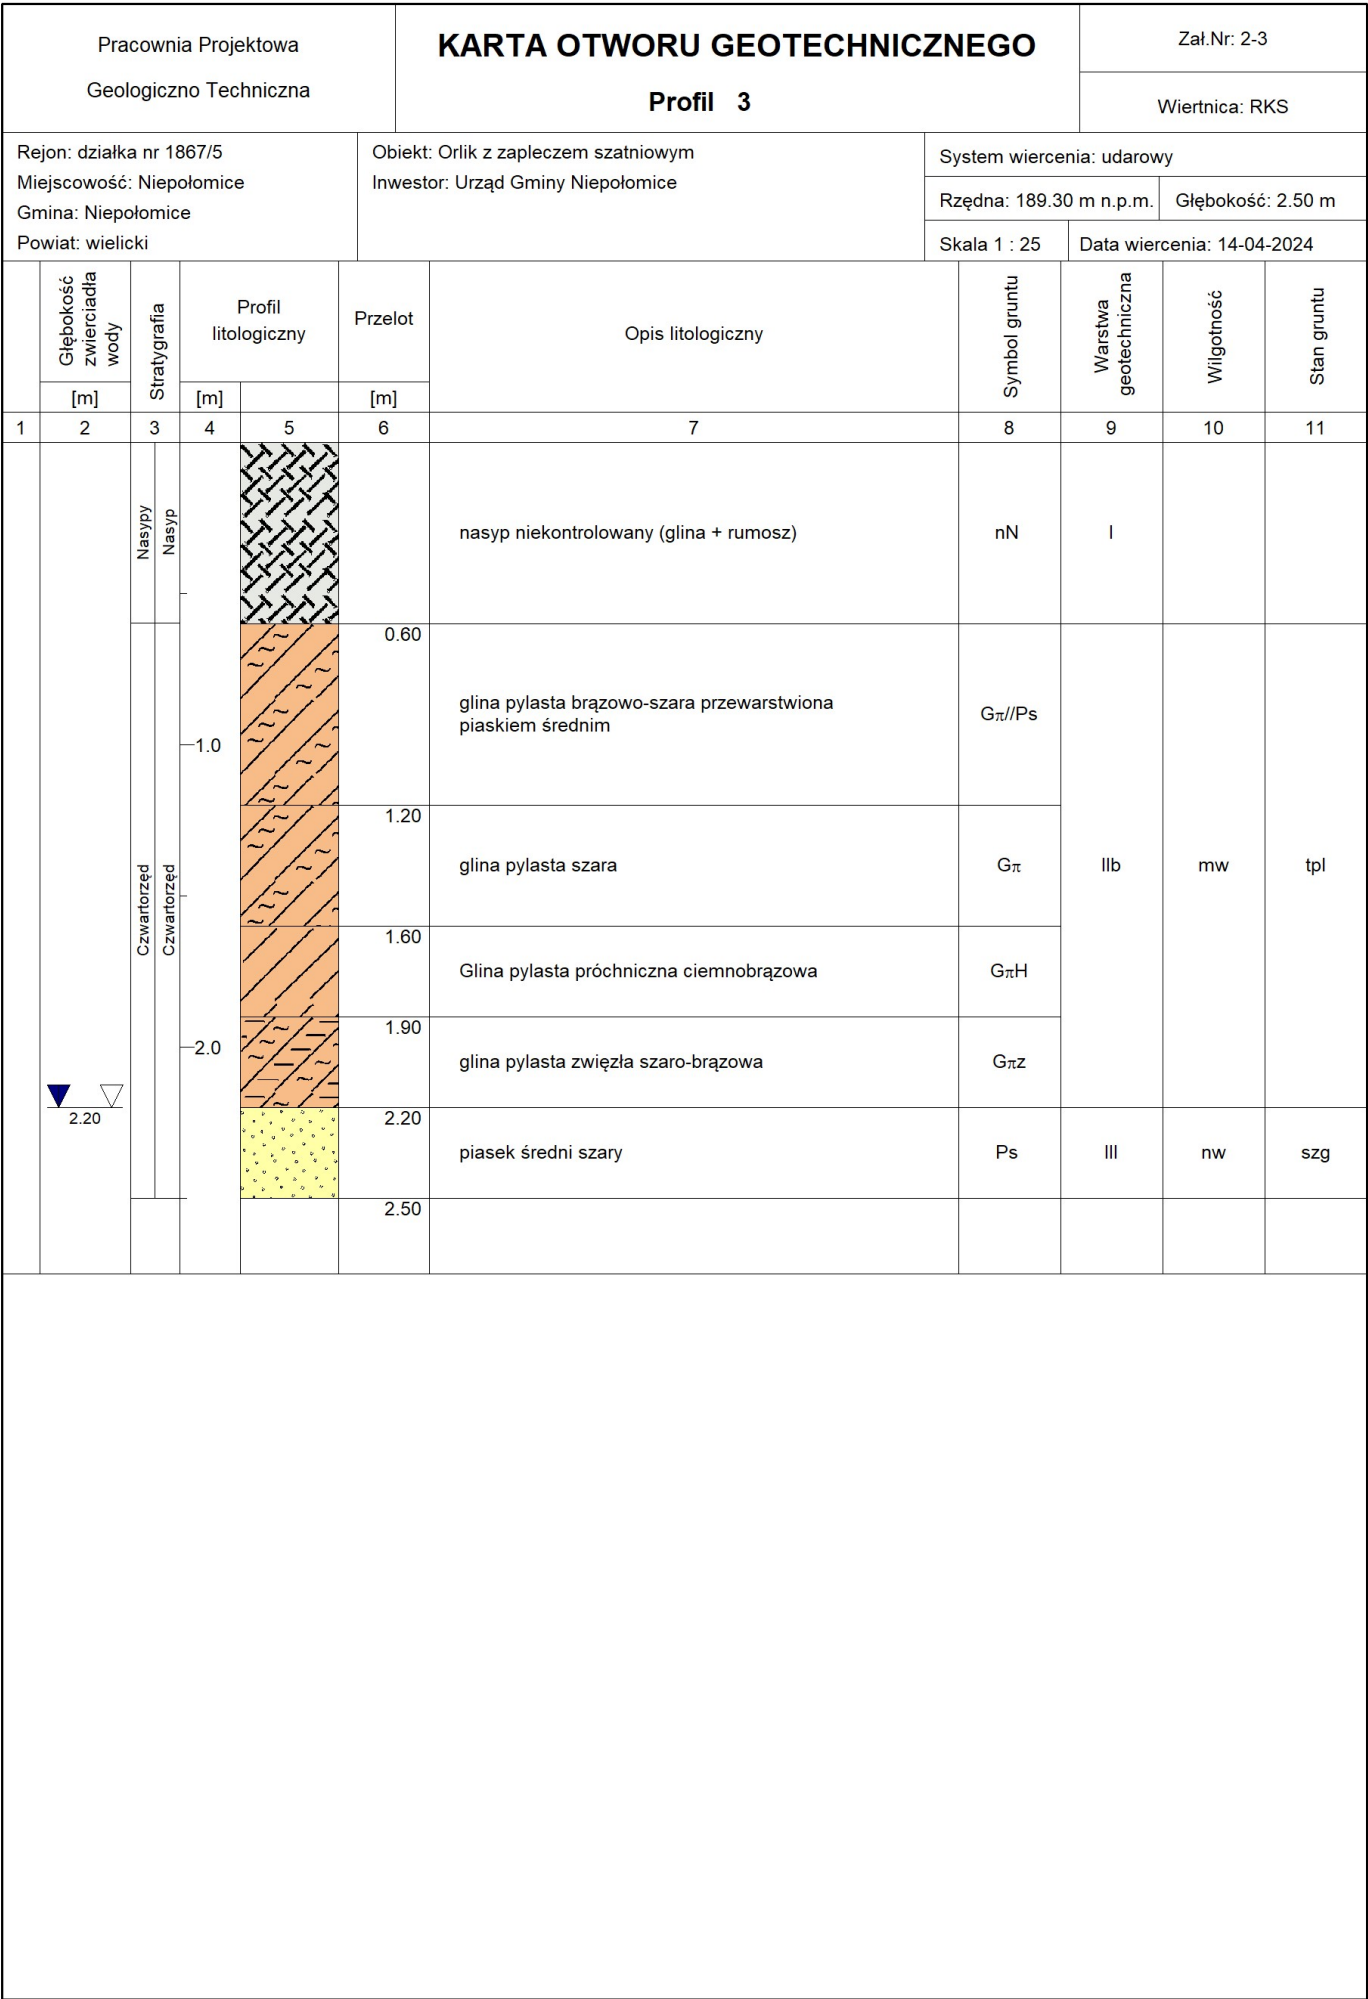 Pracownia Projektowa
Geologiczno Techniczna
KARTA OTWORU GEOTECHNICZNEGO
Profil 3
Zał.Nr: 2-3
Wiertnica: RKS
Rejon: działka nr 1867/5
Miejscowość: Niepołomice
Gmina: Niepołomice
Powiat: wielicki
Obiekt: Orlik z zapleczem szatniowym
Inwestor: Urząd Gminy Niepołomice
System wiercenia: udarowy
Rzędna: 189.30 m n.p.m.
Głębokość: 2.50 m
Skala 1 : 25
Data wiercenia: 14-04-2024
Głębokość
zwierciadła
wody
[m]
Stratygrafia
Profil
litologiczny
[m]
Przelot
[m]
Opis litologiczny
Symbol gruntu
Warstwa
geotechniczna
Wilgotność
Stan gruntu
1 2 3 4 5 6 7 8 9 10 11
Nasypy
Nasyp
nasyp niekontrolowany (glina + rumosz)
nN
I
0.60
glina pylasta brązowo-szara przewarstwiona
piaskiem średnim
Gπ//Ps
1.0
1.20
Czwartorzęd
Czwartorzęd
glina pylasta szara
Gπ
IIb
mw
tpl
1.60
Glina pylasta próchniczna ciemnobrązowa
GπH
1.90
2.0
glina pylasta zwięzła szaro-brązowa
Gπz
2.20
2.20
piasek średni szary
Ps
III
nw
szg
2.50